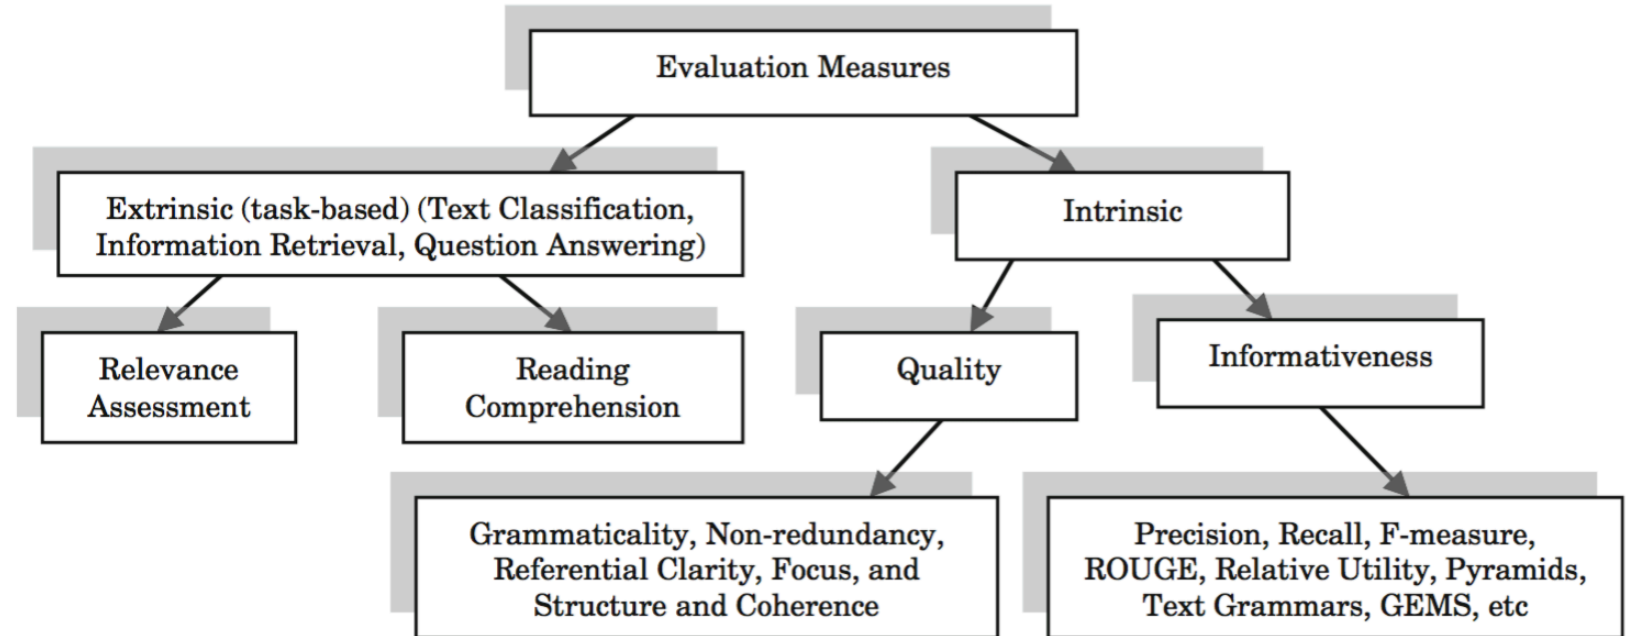 Evaluation Measures
Extrinsic (task-based) (Text Classification,
Information Retrieval, Question Answering)
Intrinsic
Relevance
Assessment
Reading
Comprehension
Quality
Informativeness
Grammaticality, Non-redundancy,
Referential Clarity, Focus, and
Structure and Coherence
Precision, Recall, F-measure,
ROUGE, Relative Utility, Pyramids,
Text Grammars, GEMS, etc